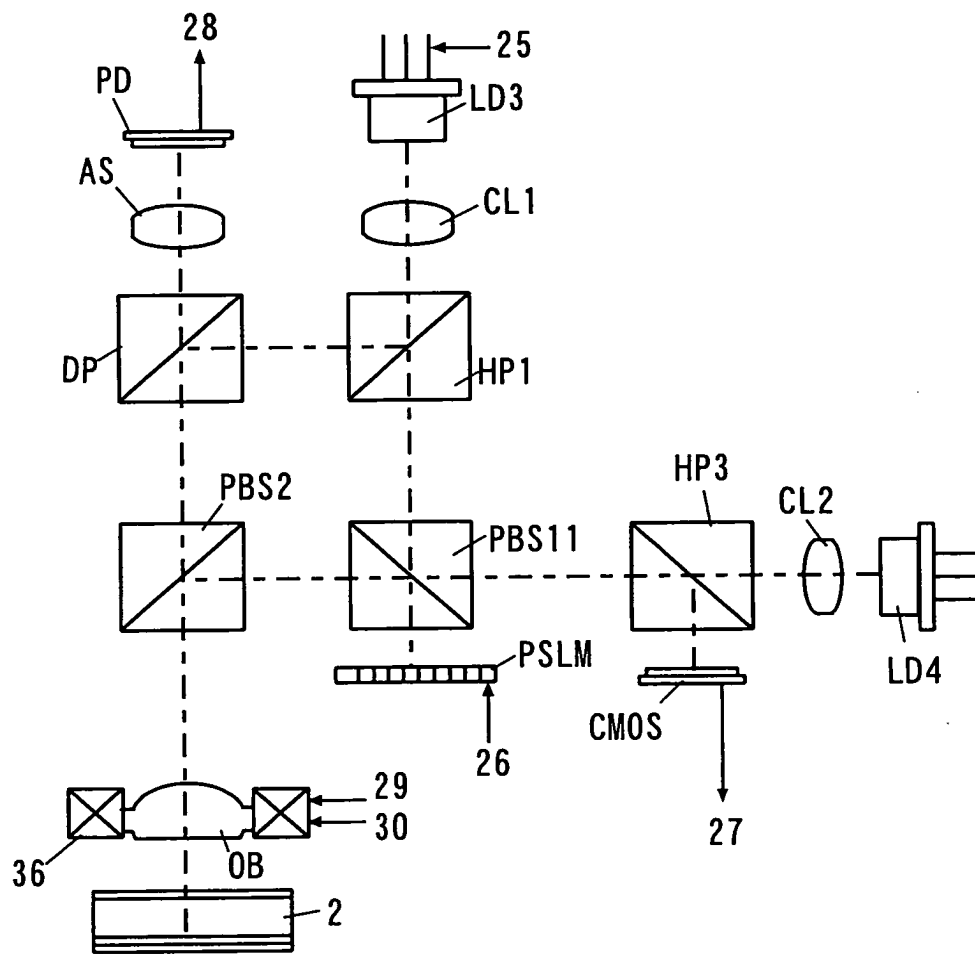 28
25
PD
LD3
AS
CL1
DP
HP1
HP3
PBS2
CL2
PBS11
PSLM
LD4
CMOS
26
29
30
27
36
OB
2